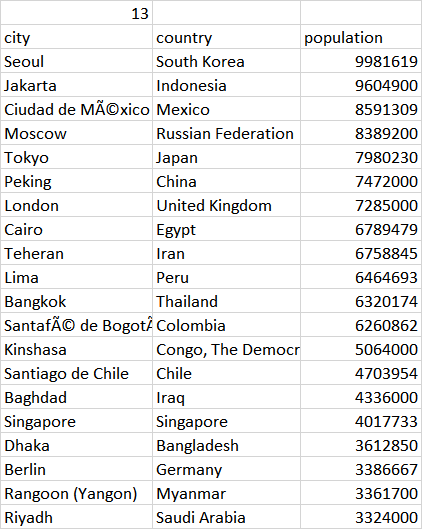 13
city country population
Seoul South Korea 9981619
Jakarta Indonesia 9604900
Ciudad de MÃ©xico Mexico 8591309
Moscow Russian Federation 8389200
Tokyo Japan 7980230
Peking China 7472000
London United Kingdom 7285000
Cairo Egypt 6789479
Teheran Iran 6758845
Lima Peru 6464693
Bangkok Thailand 6320174
SantafÃ© de BogotÃ Colombia 6260862
Kinshasa Congo, The Democr 5064000
Santiago de Chile Chile 4703954
Baghdad Iraq 4336000
Singapore Singapore 4017733
Dhaka Bangladesh 3612850
Berlin Germany 3386667
Rangoon (Yangon) Myanmar 3361700
Riyadh Saudi Arabia 3324000